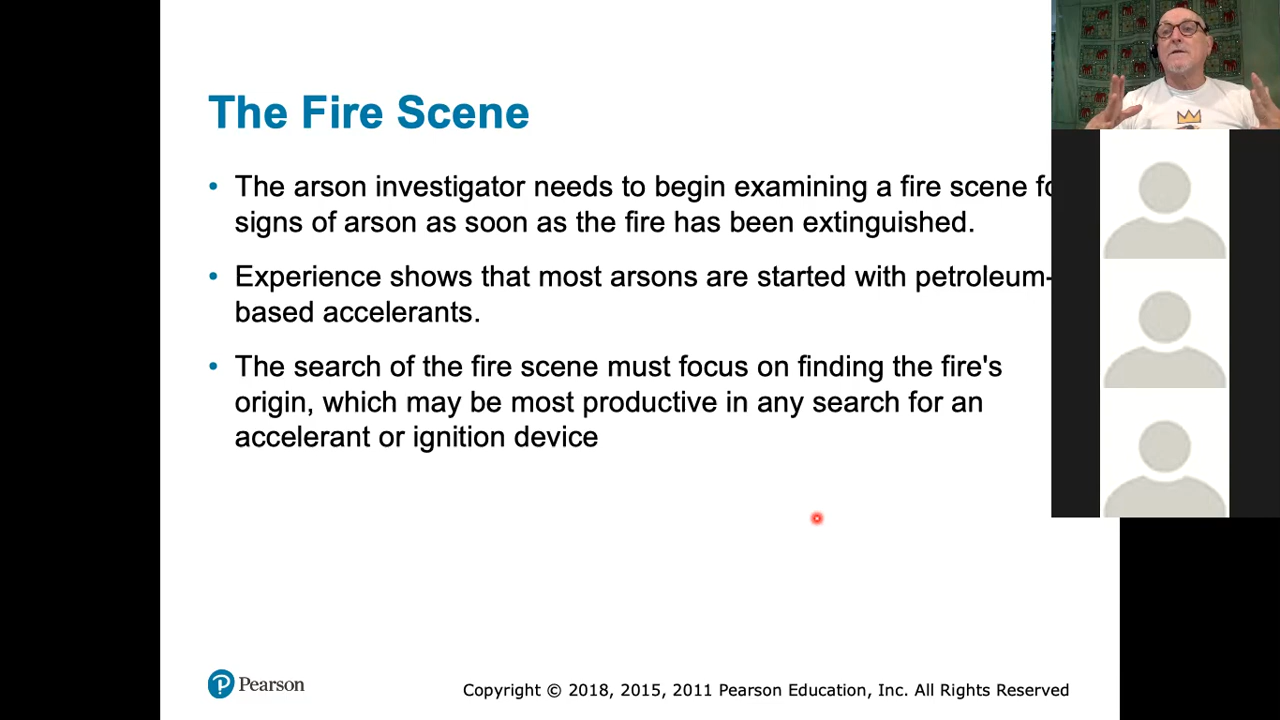 The Fire Scene
• The arson investigator needs to begin examining a fire scene
signs of arson as soon as the fire has been extinguished.
• Experience shows that most arsons are started with petroleum-
based accelerants.
• The search of the fire scene must focus on finding the fire's
origin, which may be most productive in any search for an
accelerant or ignition device
Pearson
Copyright © 2018, 2015, 2011 Pearson Education, Inc. All Rights Reserved